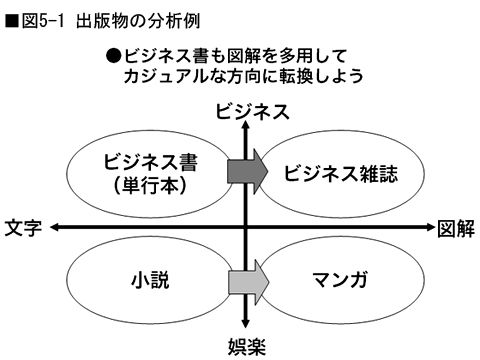 ■図5-1 出版物の分析例
●ビジネス書も図解を多用して
カジュアルな方向に転換しよう
ビジネス
ビジネス書
（単行本）
ビジネス雑誌
文字
図解
小説
マンガ
娯楽